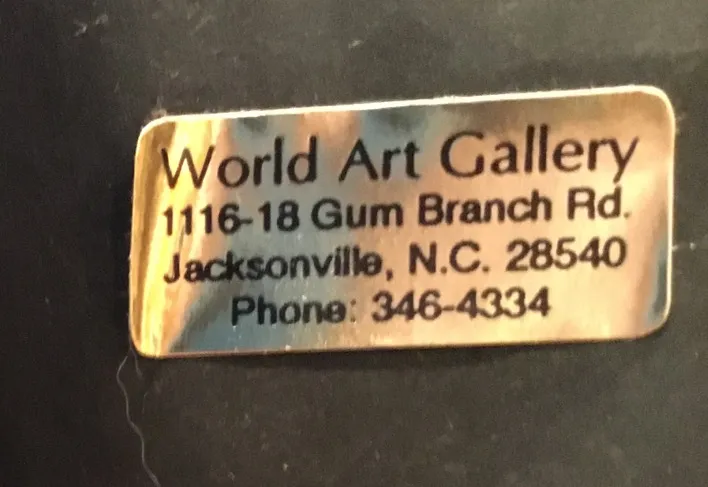 World Art Gallery
1116-18 Gum Branch Rd.
Jacksonville, N.C. 28540
Phone: 346-4334